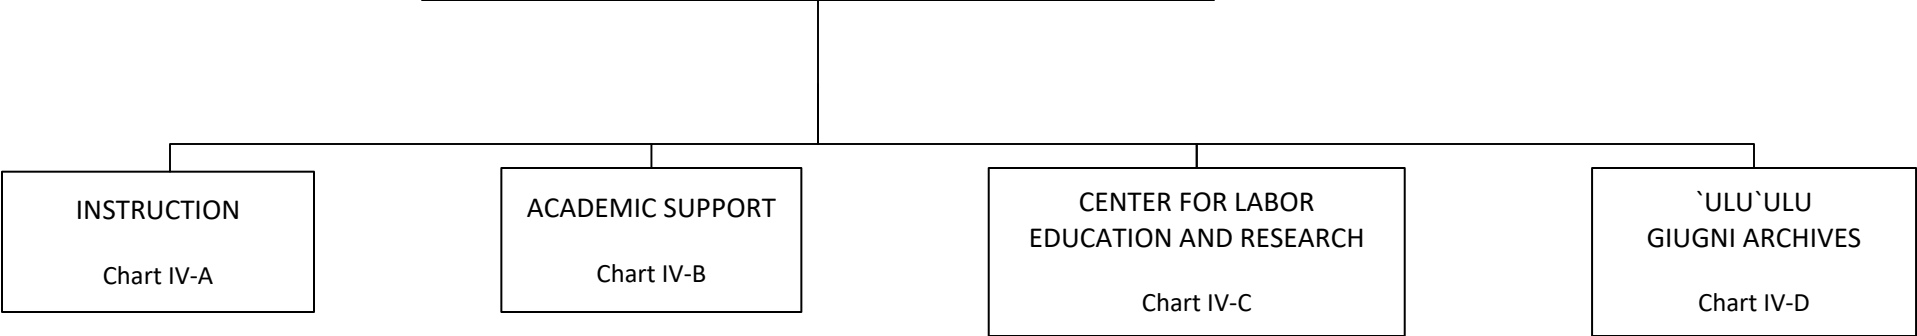 INSTRUCTION
Chart IV-A
ACADEMIC SUPPORT
Chart IV-B
CENTER FOR LABOR
EDUCATION AND RESEARCH
Chart IV-C
`ULU`ULU
GIUGNI ARCHIVES
Chart IV-D